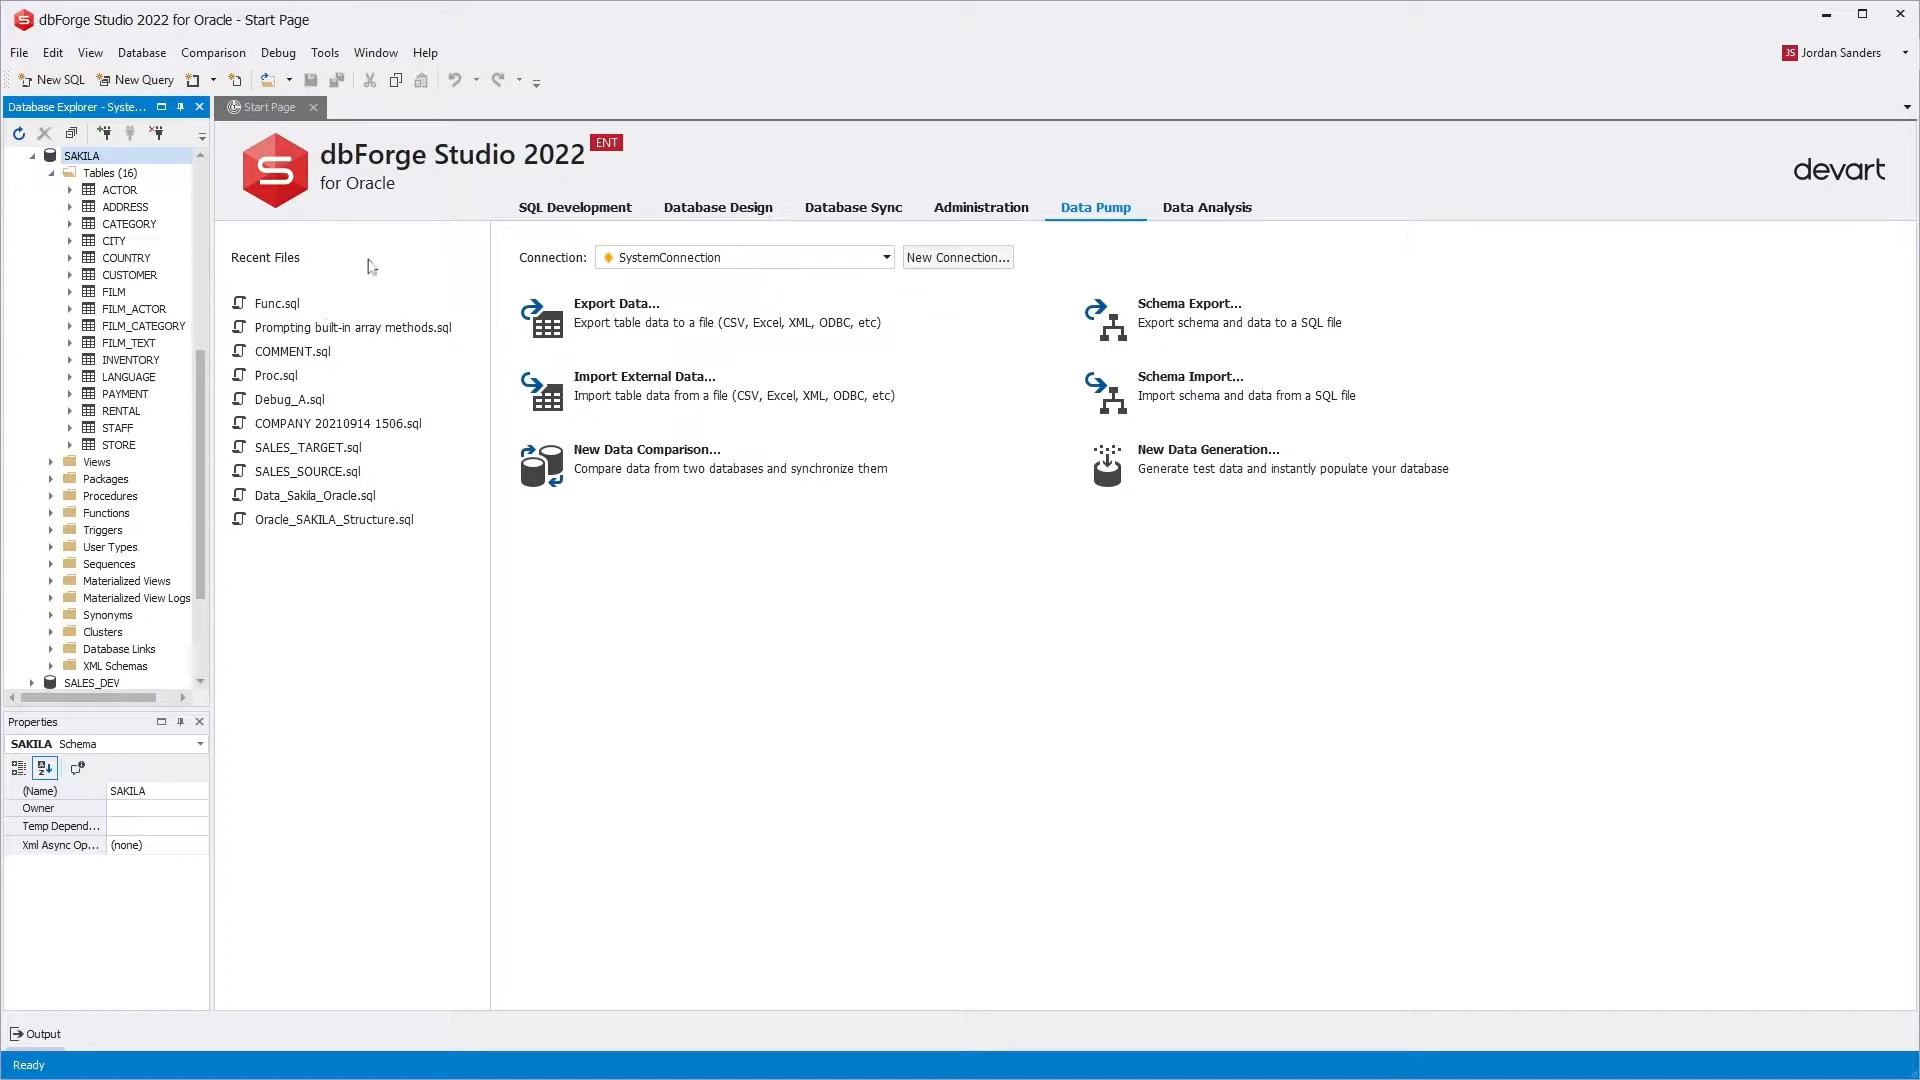 dbForge Studio 2022 for Oracle - Start Page
File Edit View Database Comparison Debug Tools Window Help
JS Jordan Sanders
New SQL New Query
Database Explorer - Syste...
Start Page
SAKILA
Tables (16)
ACTOR
ADDRESS
CATEGORY
CITY
COUNTRY
CUSTOMER
FILM
FILM_ACTOR
FILM_CATEGORY
FILM_TEXT
INVENTORY
LANGUAGE
PAYMENT
RENTAL
STAFF
STORE
Views
Packages
Procedures
Functions
Triggers
User Types
Sequences
Materialized Views
Materialized View Logs
Synonyms
Clusters
Database Links
XML Schemas
SALES_DEV
Properties
SAKILA Schema
(Name) SAKILA
Owner
Temp Depend...
Xml Async Op... (none)
S
dbForge Studio 2022 ENT
for Oracle
devart
SQL Development Database Design Database Sync Administration Data Pump Data Analysis
Recent Files
Func.sql
Prompting built-in array methods.sql
COMMENT.sql
Proc.sql
Debug_A.sql
COMPANY 20210914 1506.sql
SALES_TARGET.sql
SALES_SOURCE.sql
Data_Sakila_Oracle.sql
Oracle_SAKILA_Structure.sql
Connection: SystemConnection New Connection...
Export Data...
Export table data to a file (CSV, Excel, XML, ODBC, etc)
Import External Data...
Import table data from a file (CSV, Excel, XML, ODBC, etc)
New Data Comparison...
Compare data from two databases and synchronize them
Schema Export...
Export schema and data to a SQL file
Schema Import...
Import schema and data from a SQL file
New Data Generation...
Generate test data and instantly populate your database
Output
Ready